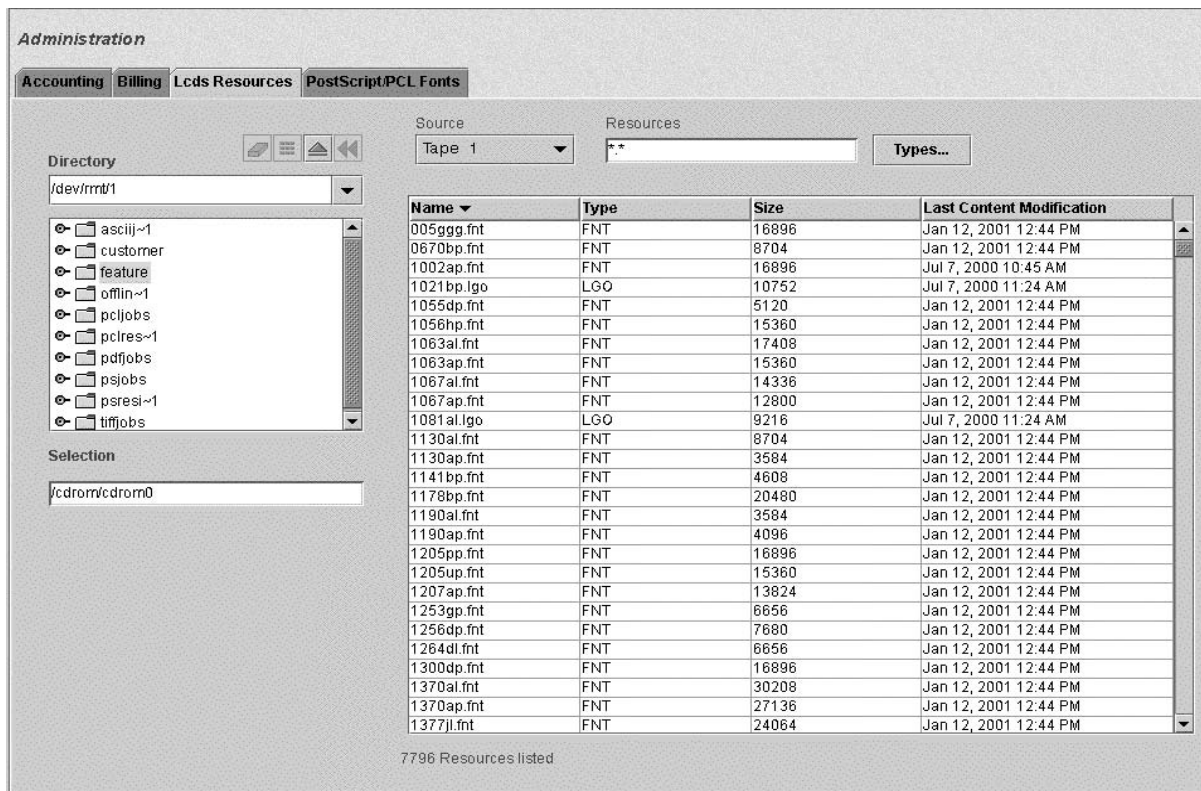 Administration
Accounting Billing Lcds Resources PostScript/PCL Fonts
Source Resources
Tape 1 *.* Types...
Directory
/dev/rmt/1
asciij~1
customer
feature
offlin~1
pcljobs
pclres~1
pdfjobs
psjobs
psresi~1
tiffjobs
Selection
/cdrom/cdrom0
Name Type Size Last Content Modification
005ggg.fnt FNT 16896 Jan 12, 2001 12:44 PM
0670bp.fnt FNT 8704 Jan 12, 2001 12:44 PM
1002ap.fnt FNT 16896 Jul 7, 2000 10:45 AM
1021bp.lgo LGO 10752 Jul 7, 2000 11:24 AM
1055dp.fnt FNT 5120 Jan 12, 2001 12:44 PM
1056hp.fnt FNT 15360 Jan 12, 2001 12:44 PM
1063al.fnt FNT 17408 Jan 12, 2001 12:44 PM
1063ap.fnt FNT 15360 Jan 12, 2001 12:44 PM
1067al.fnt FNT 14336 Jan 12, 2001 12:44 PM
1067ap.fnt FNT 12800 Jan 12, 2001 12:44 PM
1081al.lgo LGO 9216 Jul 7, 2000 11:24 AM
1130al.fnt FNT 8704 Jan 12, 2001 12:44 PM
1130ap.fnt FNT 3584 Jan 12, 2001 12:44 PM
1141bp.fnt FNT 4608 Jan 12, 2001 12:44 PM
1178bp.fnt FNT 20480 Jan 12, 2001 12:44 PM
1190al.fnt FNT 3584 Jan 12, 2001 12:44 PM
1190ap.fnt FNT 4096 Jan 12, 2001 12:44 PM
1205pp.fnt FNT 16896 Jan 12, 2001 12:44 PM
1205up.fnt FNT 15360 Jan 12, 2001 12:44 PM
1207ap.fnt FNT 13824 Jan 12, 2001 12:44 PM
1253gp.fnt FNT 6656 Jan 12, 2001 12:44 PM
1256dp.fnt FNT 7680 Jan 12, 2001 12:44 PM
1264dl.fnt FNT 6656 Jan 12, 2001 12:44 PM
1300dp.fnt FNT 16896 Jan 12, 2001 12:44 PM
1370al.fnt FNT 30208 Jan 12, 2001 12:44 PM
1370ap.fnt FNT 27136 Jan 12, 2001 12:44 PM
1377jl.fnt FNT 24064 Jan 12, 2001 12:44 PM
7796 Resources listed